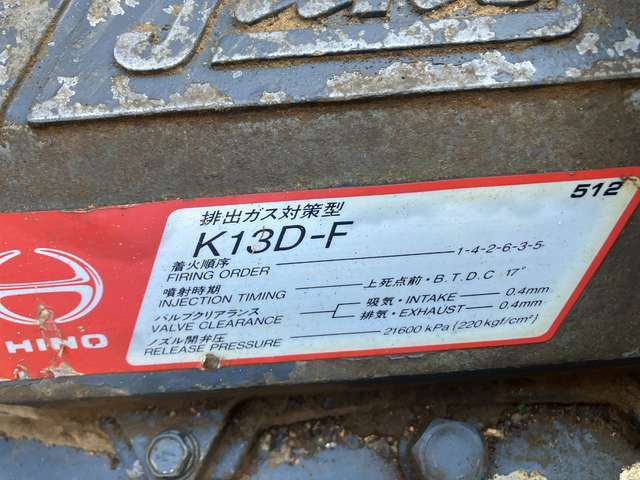 512
排出ガス対策型
K13D-F
着火順序
FIRING ORDER 1-4-2-6-3-5
噴射時期
INJECTION TIMING 上死点前・B.T.D.C 17°
バルブクリアランス
VALVE CLEARANCE
吸気・INTAKE 0.4mm
排気・EXHAUST 0.4mm
ノズル開弁圧
RELEASE PRESSURE 21600 kPa (220kgf/cm²)
HINO